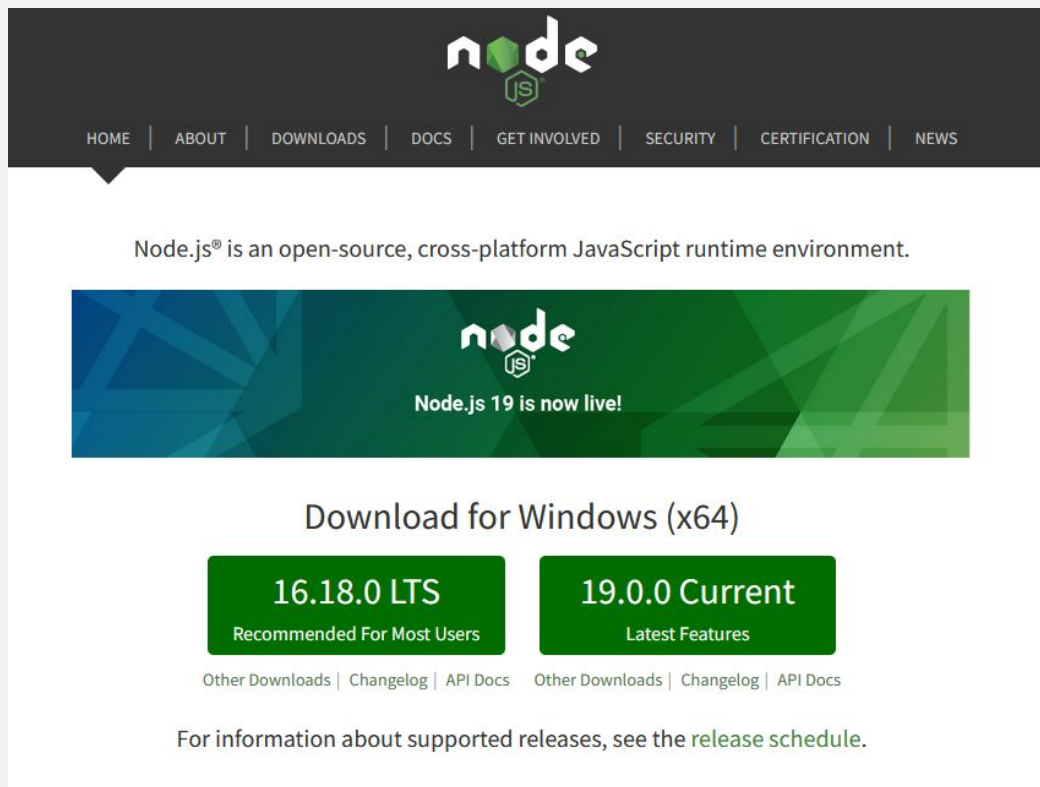 node
JS
HOME | ABOUT | DOWNLOADS | DOCS | GET INVOLVED | SECURITY | CERTIFICATION | NEWS
Node.js® is an open-source, cross-platform JavaScript runtime environment.
node
JS
Node.js 19 is now live!
Download for Windows (x64)
16.18.0 LTS
Recommended For Most Users
19.0.0 Current
Latest Features
Other Downloads | Changelog | API Docs
Other Downloads | Changelog | API Docs
For information about supported releases, see the release schedule.